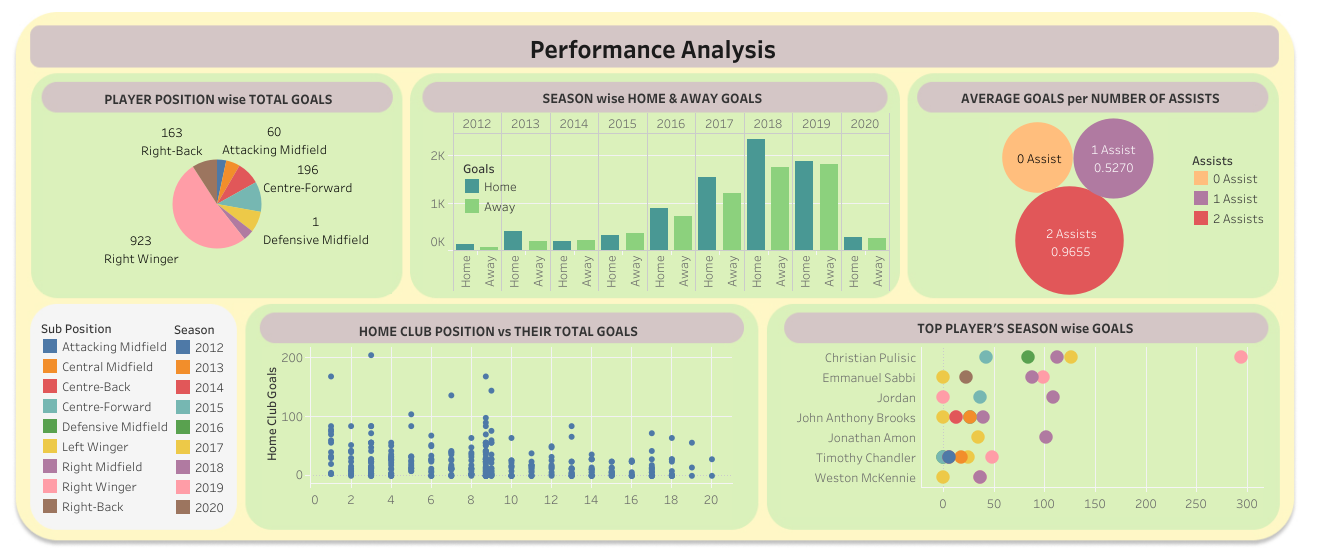 Performance Analysis
PLAYER POSITION wise TOTAL GOALS
163
Right-Back
60
Attacking Midfield
196
Centre-Forward
1
Defensive Midfield
923
Right Winger
SEASON wise HOME & AWAY GOALS
2012 2013 2014 2015 2016 2017 2018 2019 2020
2K
1K
0K
Goals
Home
Away
Home Away Home Away Home Away Home Away Home Away Home Away Home Away Home Away Home Away
AVERAGE GOALS per NUMBER OF ASSISTS
0 Assist
1 Assist
0.5270
2 Assists
0.9655
Assists
0 Assist
1 Assist
2 Assists
Sub Position
Attacking Midfield
Central Midfield
Centre-Back
Centre-Forward
Defensive Midfield
Left Winger
Right Midfield
Right Winger
Right-Back
Season
2012
2013
2014
2015
2016
2017
2018
2019
2020
HOME CLUB POSITION vs THEIR TOTAL GOALS
Home Club Goals
200
100
0
0 2 4 6 8 10 12 14 16 18 20
TOP PLAYER'S SEASON wise GOALS
Christian Pulisic
Emmanuel Sabbi
Jordan
John Anthony Brooks
Jonathan Amon
Timothy Chandler
Weston McKennie
0 50 100 150 200 250 300